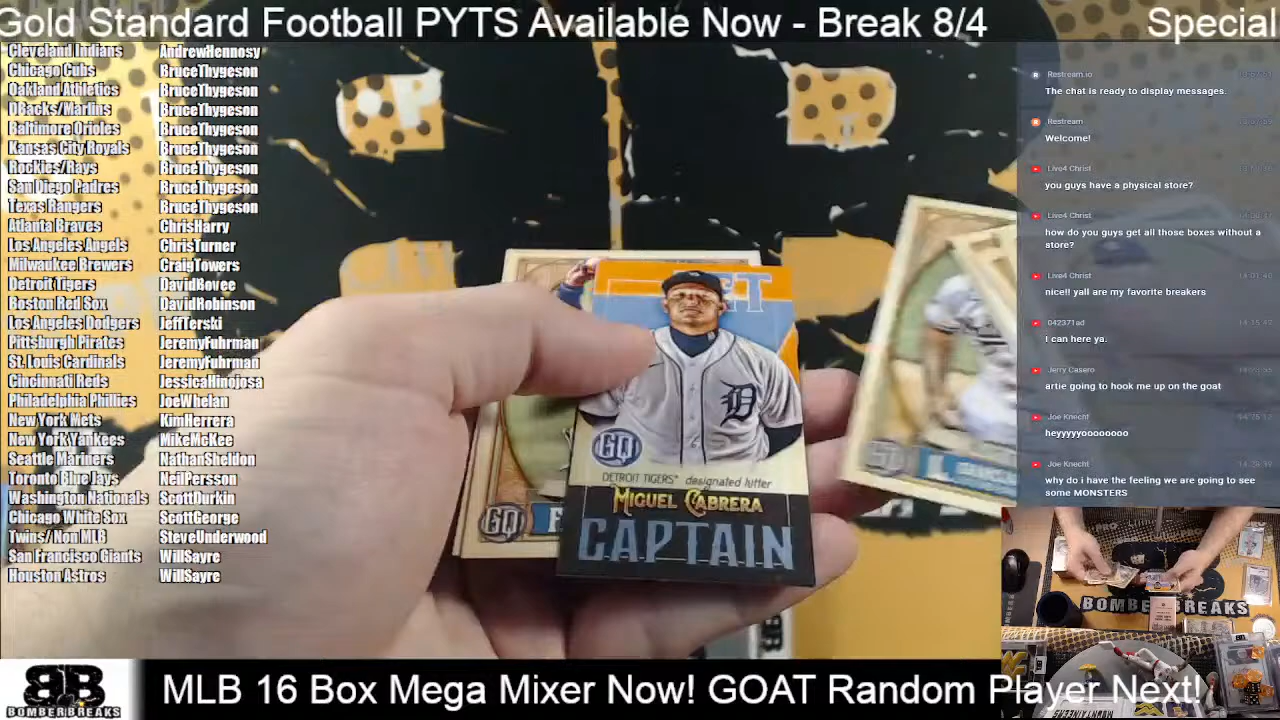 Gold Standard Football PYTS Available Now - Break 8/4 Special
Cleveland Indians AndrewHennosy
Chicago Cubs BruceThygeson
Oakland Athletics BruceThygeson
DBacks/Marlins BruceThygeson
Baltimore Orioles BruceThygeson
Kansas City Royals BruceThygeson
Rockies/Rays BruceThygeson
San Diego Padres BruceThygeson
Texas Rangers BruceThygeson
Atlanta Braves ChrisHarry
Los Angeles Angels ChrisTurner
Milwaukee Brewers CraigTowers
Detroit Tigers DavidBovee
Boston Red Sox DavidRobinson
Los Angeles Dodgers JeffTerski
Pittsburgh Pirates JeremyFuhrman
St. Louis Cardinals JeremyFuhrman
Cincinnati Reds JessicaHinojosa
Philadelphia Phillies JoeWhelan
New York Mets KimHerrera
New York Yankees MikeMcKee
Seattle Mariners NathanSheldon
Toronto Blue Jays NeilPersson
Washington Nationals ScottDurkin
Chicago White Sox ScottGeorge
Twins/Non MLB SteveUnderwood
San Francisco Giants WillSayre
Houston Astros WillSayre
D
GQ
DETROIT TIGERS® designated hitter
MIGUEL CABRERA
CAPTAIN
GQ
Restream.io
The chat is ready to display messages.
Restream
Welcome!
Live4 Christ
you guys have a physical store?
Live4 Christ
how do you guys get all those boxes without a
store?
Live4 Christ
nice!! yall are my favorite breakers
042371ad
I can here ya.
Jerry Casero
artie going to hook me up on the goat
Joe Knecht
heyyyyoooooooo
Joe Knecht
why do i have the feeling we are going to see
some MONSTERS
BOMBERBREAKS
BB
BOMBERBREAKS
MLB 16 Box Mega Mixer Now! GOAT Random Player Next!